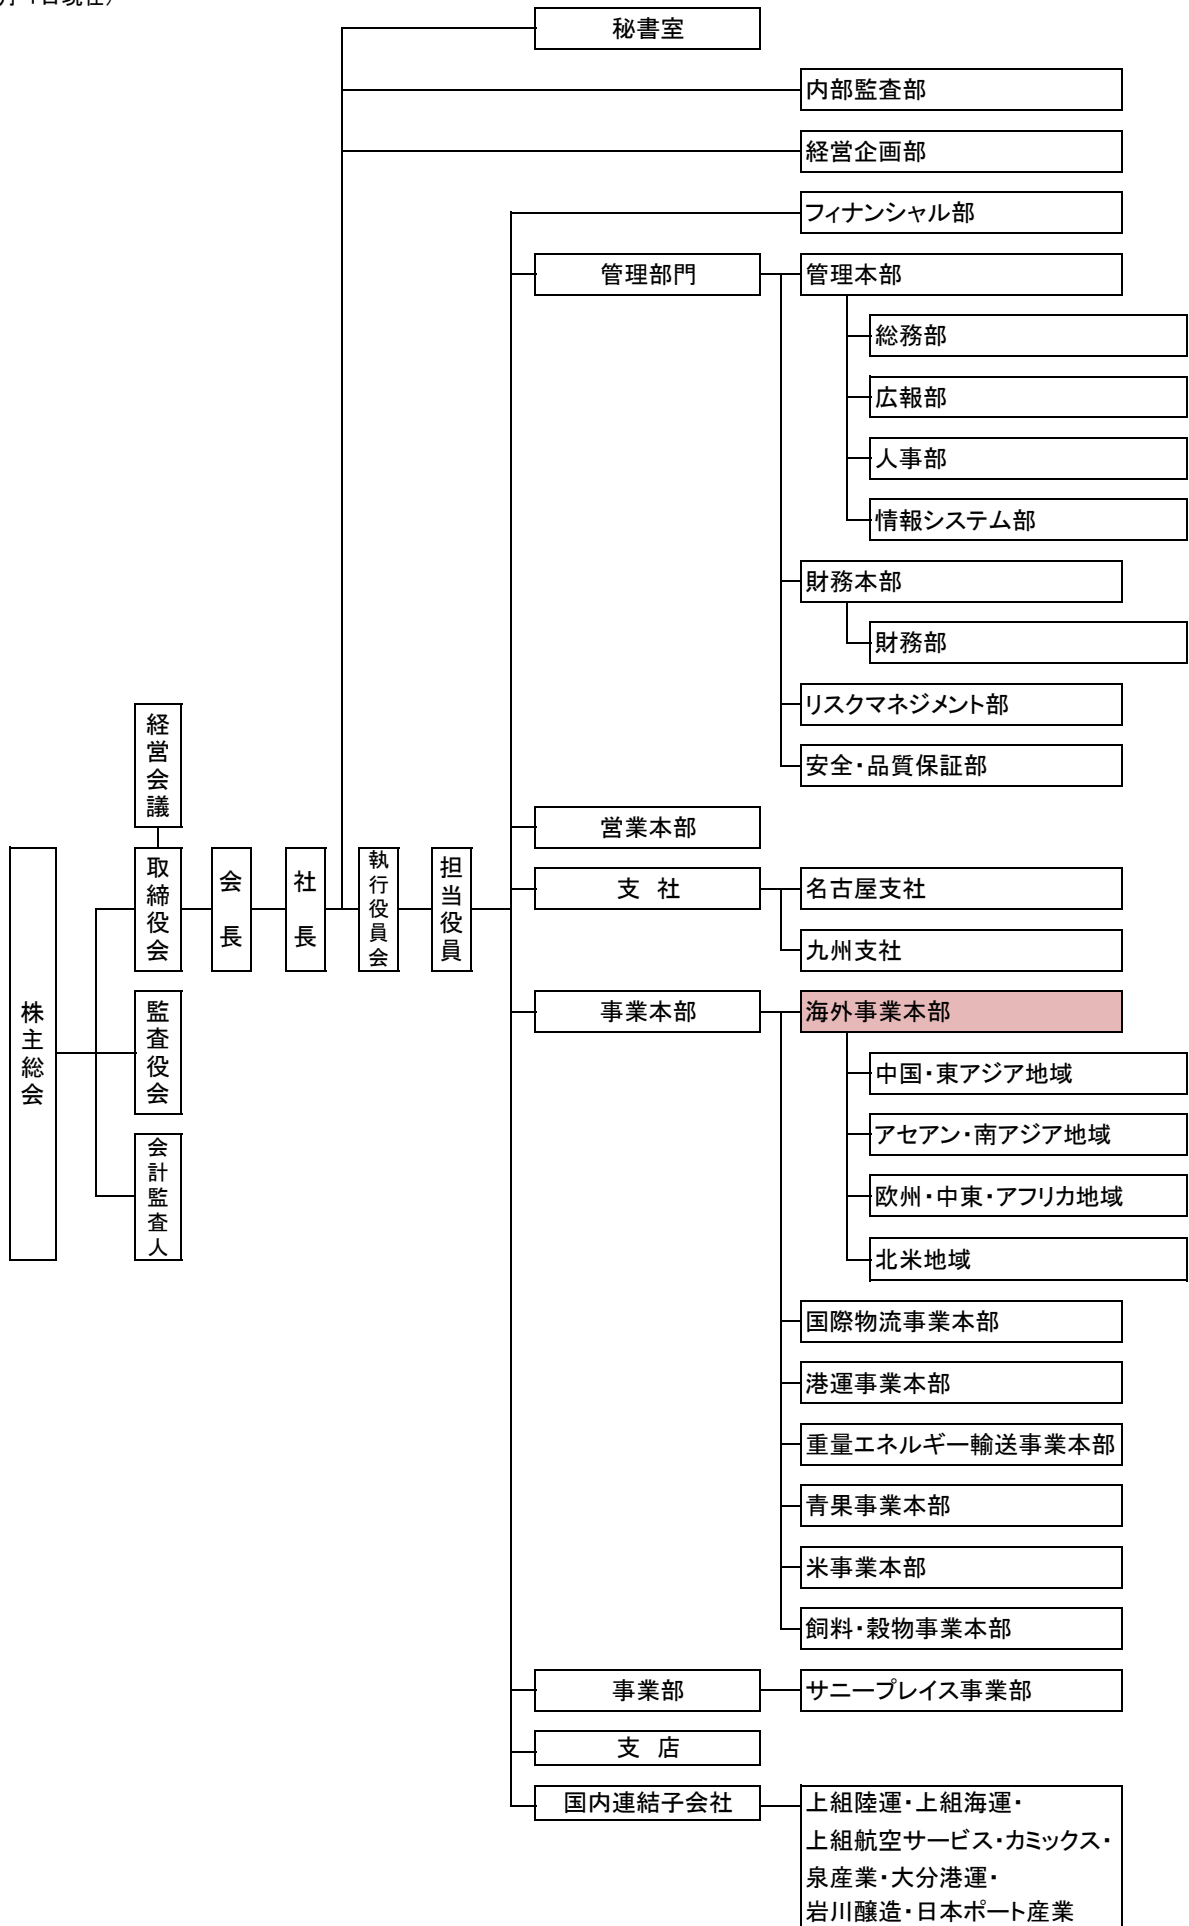 秘書室
内部監査部
経営企画部
フィナンシャル部
管理部門
管理本部
総務部
広報部
人事部
情報システム部
財務本部
財務部
リスクマネジメント部
安全・品質保証部
経営会議
株主総会
取締役会
会長
社長
執行役員会
担当役員
監査役会
会計監査人
営業本部
支 社
名古屋支社
九州支社
事業本部
海外事業本部
中国・東アジア地域
アセアン・南アジア地域
欧州・中東・アフリカ地域
北米地域
国際物流事業本部
港運事業本部
重量エネルギー輸送事業本部
青果事業本部
米事業本部
飼料・穀物事業本部
事業部
サニープレイス事業部
支 店
国内連結子会社
上組陸運・上組海運・
上組航空サービス・カミックス・
泉産業・大分港運・
岩川醸造・日本ポート産業